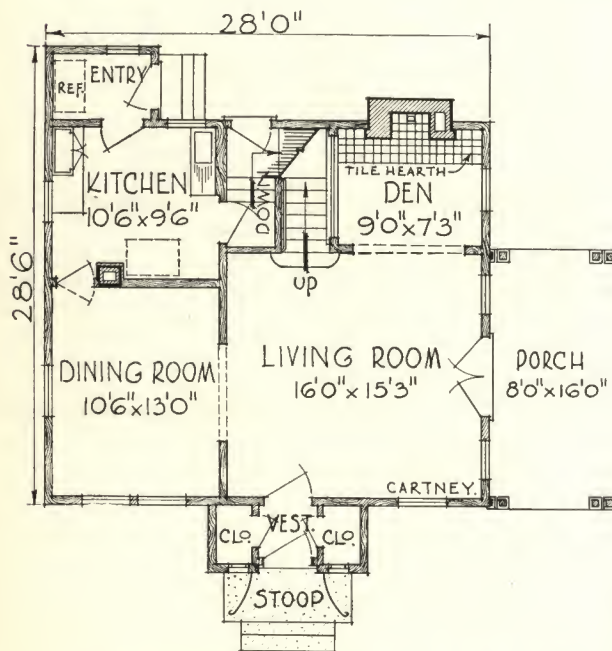 28'0"
ENTRY
REF.
KITCHEN
10'6"x9'6"
DOWN
UP
TILE HEARTH
DEN
9'0"x7'3"
28'6"
DINING ROOM
10'6"x13'0"
LIVING ROOM
16'0"x15'3"
PORCH
8'0"x16'0"
CARTNEY.
CLO.
VEST.
CLO.
STOOP